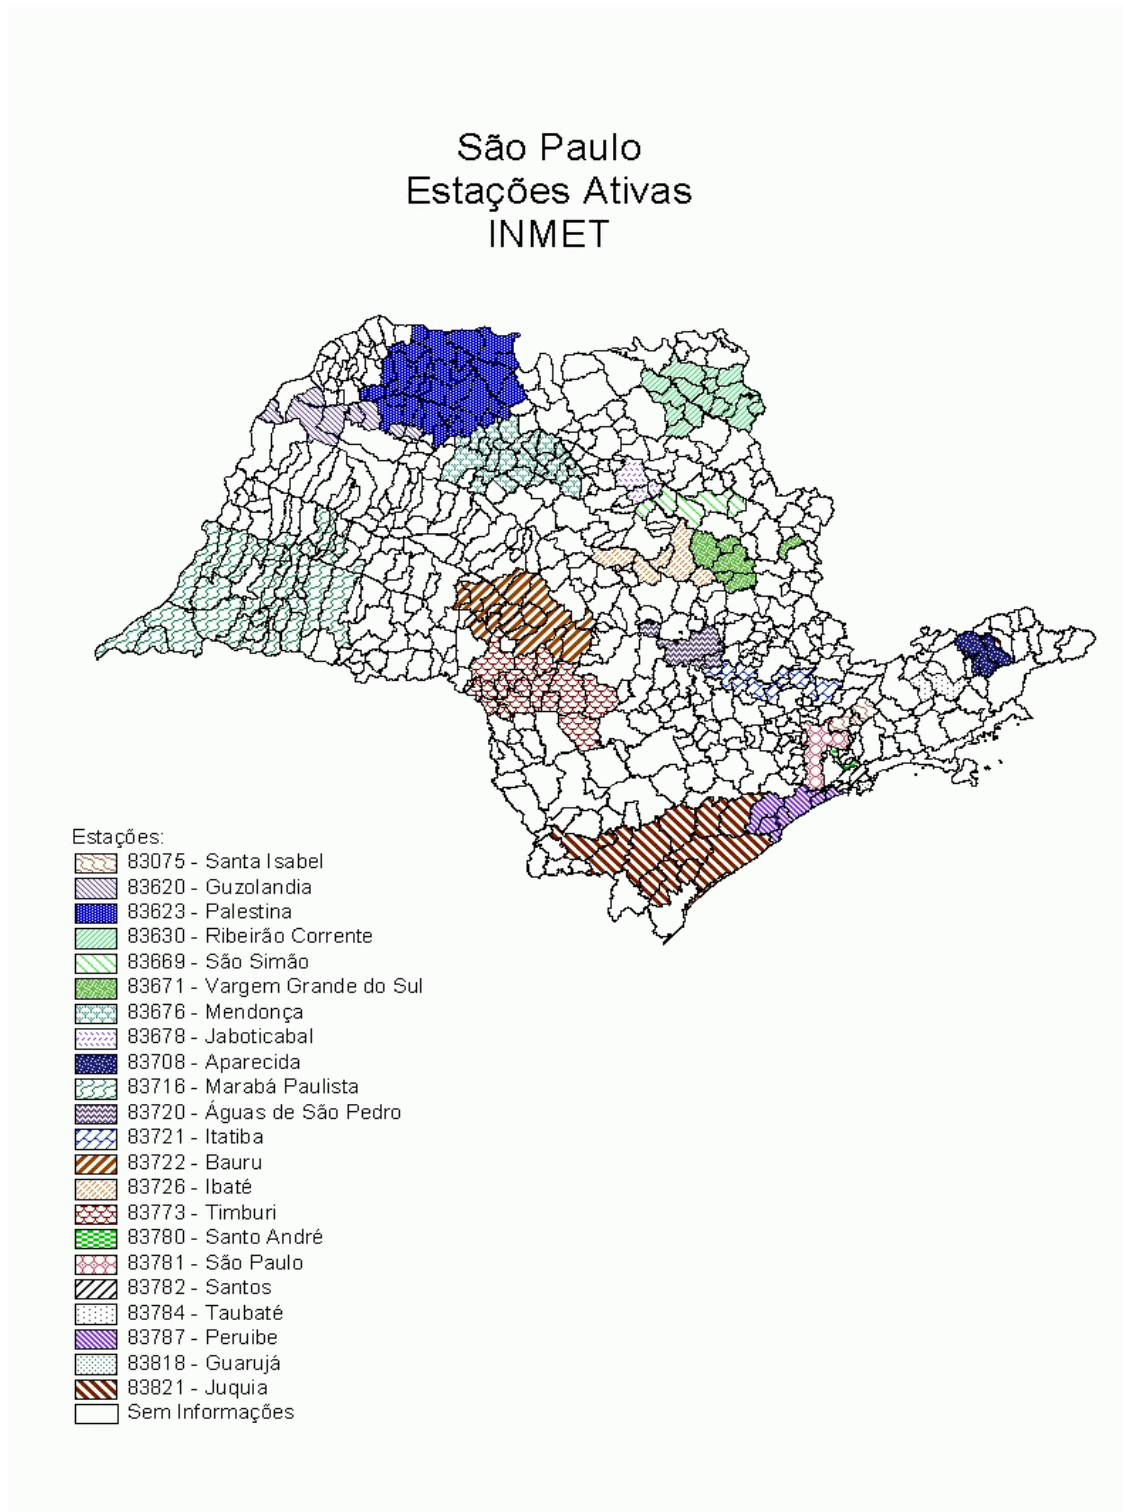 São Paulo
Estações Ativas
INMET
Estações:
83075 - Santa Isabel
83620 - Guzolandia
83623 - Palestina
83630 - Ribeirão Corrente
83669 - São Simão
83671 - Vargem Grande do Sul
83676 - Mendonça
83678 - Jaboticabal
83708 - Aparecida
83716 - Marabá Paulista
83720 - Águas de São Pedro
83721 - Itatiba
83722 - Bauru
83726 - Ibaté
83773 - Timburi
83780 - Santo André
83781 - São Paulo
83782 - Santos
83784 - Taubaté
83787 - Peruibe
83818 - Guarujá
83821 - Juquia
Sem Informações